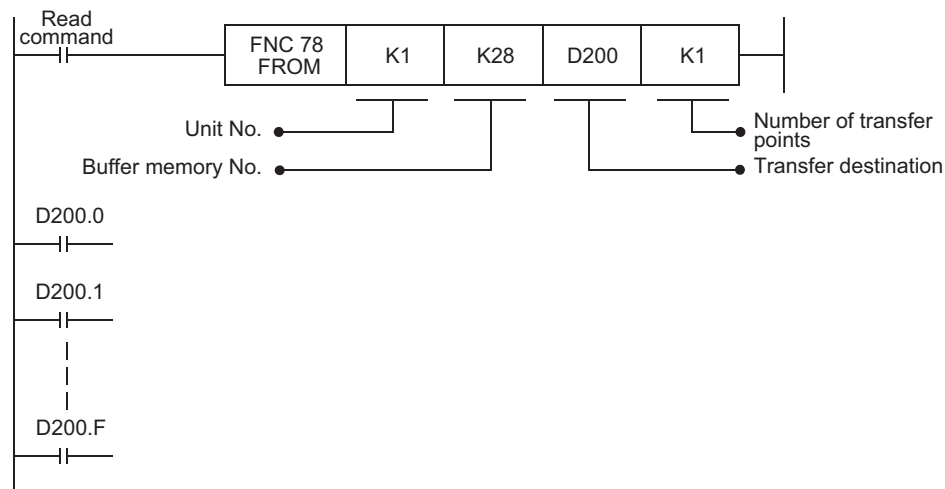 Read
command
FNC 78
FROM
K1
K28
D200
K1
Unit No.
Number of transfer
points
Buffer memory No.
Transfer destination
D200.0
D200.1
D200.F